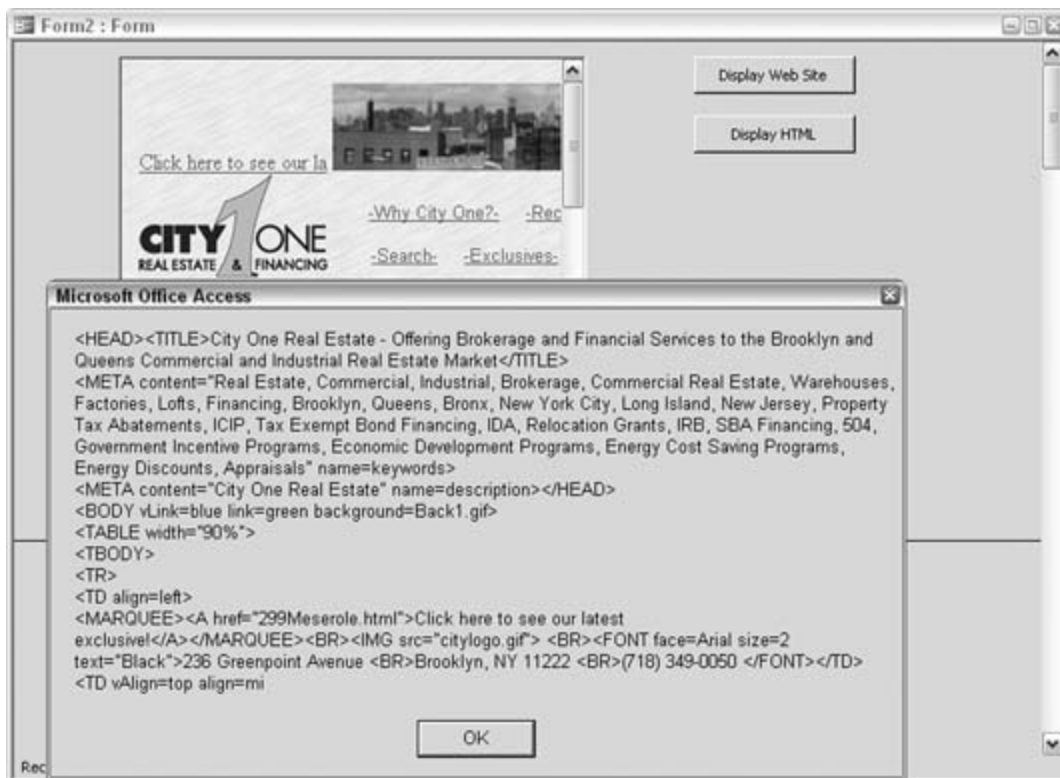 Form2 : Form
Display Web Site
Display HTML
Click here to see our la
-Why City One?- -Rec
CITY 1 ONE
REAL ESTATE & FINANCING
-Search- -Exclusives-
Microsoft Office Access
<HEAD><TITLE>City One Real Estate - Offering Brokerage and Financial Services to the Brooklyn and
Queens Commercial and Industrial Real Estate Market</TITLE>
<META content="Real Estate, Commercial, Industrial, Brokerage, Commercial Real Estate, Warehouses,
Factories, Lofts, Financing, Brooklyn, Queens, Bronx, New York City, Long Island, New Jersey, Property
Tax Abatements, ICIP, Tax Exempt Bond Financing, IDA, Relocation Grants, IRB, SBA Financing, 504,
Government Incentive Programs, Economic Development Programs, Energy Cost Saving Programs,
Energy Discounts, Appraisals" name=keywords>
<META content="City One Real Estate" name=description></HEAD>
<BODY vLink=blue link=green background=Back1.gif>
<TABLE width="90%">
<TBODY>
<TR>
<TD align=left>
<MARQUEE><A href="299Meserole.html">Click here to see our latest
exclusive!</A></MARQUEE><BR><IMG src="citylogo.gif"> <BR><FONT face=Arial size=2
text="Black">236 Greenpoint Avenue <BR>Brooklyn, NY 11222 <BR>(718) 349-0050 </FONT></TD>
<TD vAlign=top align=mi
OK
Rec